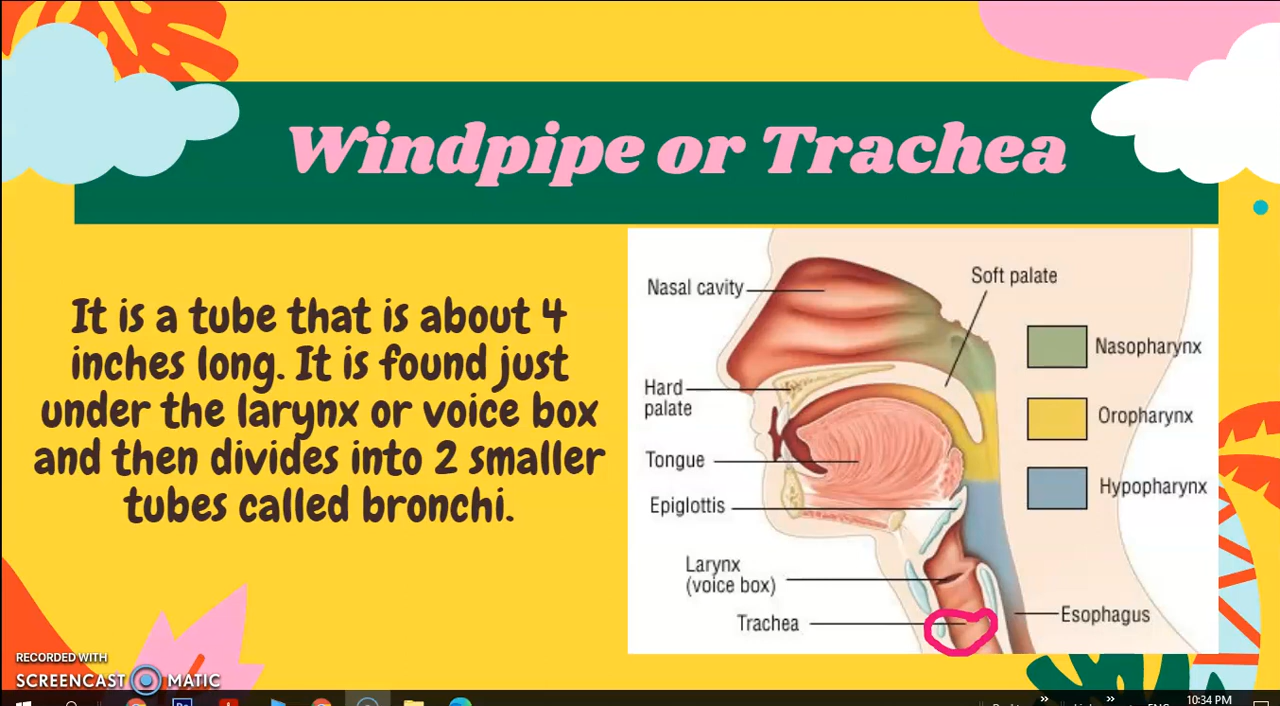 Windpipe or Trachea
It is a tube that is about 4
inches long. It is found just
under the larynx or voice box
and then divides into 2 smaller
tubes called bronchi.
Nasal cavity
Soft palate
Nasopharynx
Hard
palate
Oropharynx
Tongue
Hypopharynx
Epiglottis
Larynx
(voice box)
Trachea
Esophagus
RECORDED WITH
SCREENCAST MATIC
10:34 PM